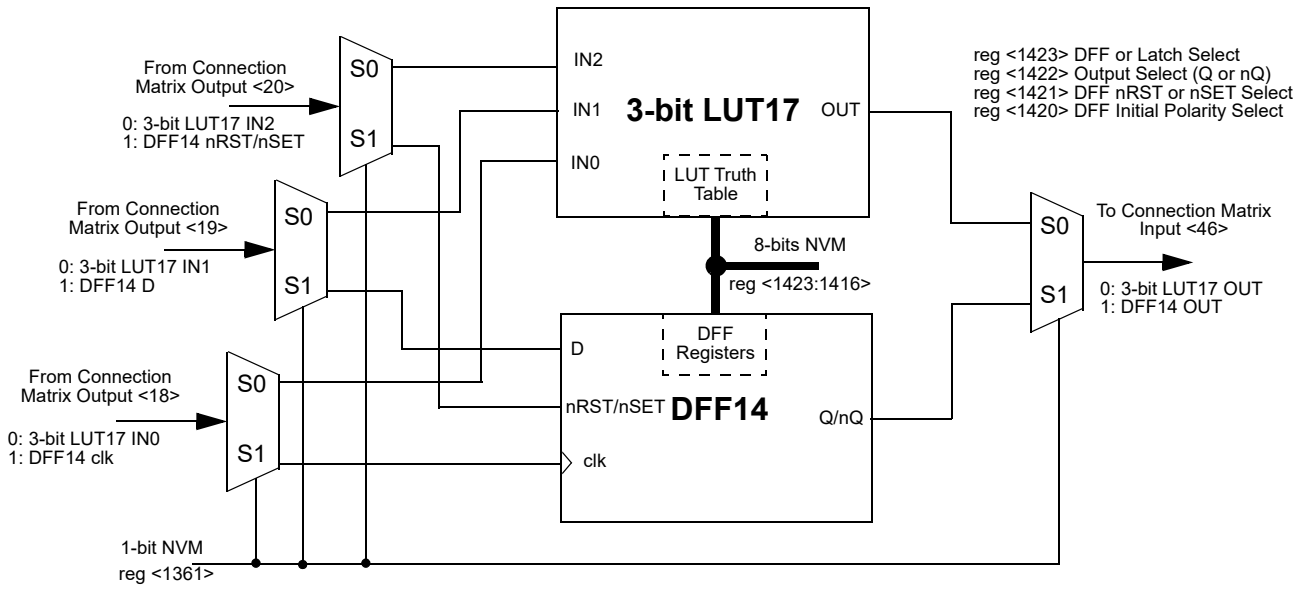 From Connection
Matrix Output <20>
0: 3-bit LUT17 IN2
1: DFF14 nRST/nSET
S0
S1
From Connection
Matrix Output <19>
0: 3-bit LUT17 IN1
1: DFF14 D
S0
S1
From Connection
Matrix Output <18>
0: 3-bit LUT17 IN0
1: DFF14 clk
S0
S1
1-bit NVM
reg <1361>
IN2
IN1
IN0
3-bit LUT17
OUT
LUT Truth
Table
8-bits NVM
reg <1423:1416>
DFF
Registers
D
nRST/nSET
DFF14
clk
Q/nQ
reg <1423> DFF or Latch Select
reg <1422> Output Select (Q or nQ)
reg <1421> DFF nRST or nSET Select
reg <1420> DFF Initial Polarity Select
S0
S1
To Connection Matrix
Input <46>
0: 3-bit LUT17 OUT
1: DFF14 OUT